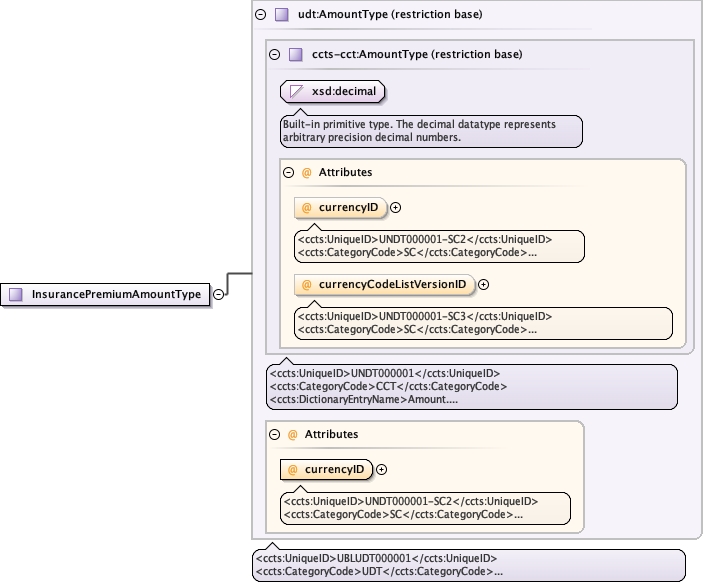 udt:AmountType (restriction base)
ccts-cct:AmountType (restriction base)
xsd:decimal
Built-in primitive type. The decimal datatype represents
arbitrary precision decimal numbers.
@ Attributes
@ currencyID
<ccts:UniqueID>UNDT000001-SC2</ccts:UniqueID>
<ccts:CategoryCode>SC</ccts:CategoryCode>...
@ currencyCodeListVersionID
<ccts:UniqueID>UNDT000001-SC3</ccts:UniqueID>
<ccts:CategoryCode>SC</ccts:CategoryCode>...
InsurancePremiumAmountType
<ccts:UniqueID>UNDT000001</ccts:UniqueID>
<ccts:CategoryCode>CCT</ccts:CategoryCode>
<ccts:DictionaryEntryName>Amount....
@ Attributes
@ currencyID
<ccts:UniqueID>UNDT000001-SC2</ccts:UniqueID>
<ccts:CategoryCode>SC</ccts:CategoryCode>...
<ccts:UniqueID>UBLUDT000001</ccts:UniqueID>
<ccts:CategoryCode>UDT</ccts:CategoryCode>...